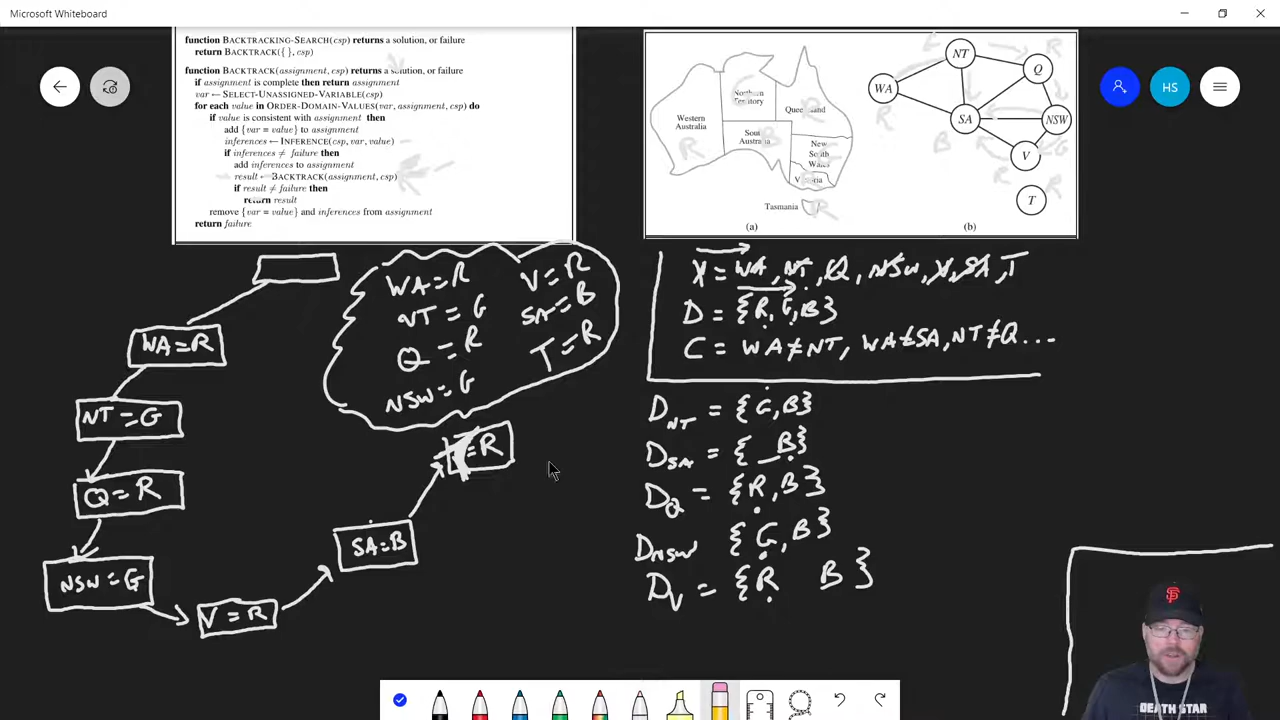 Microsoft Whiteboard
function BACKTRACKING-SEARCH(csp) returns a solution, or failure
return BACKTRACK({ }, csp)
function BACKTRACK(assignment, csp) returns a solution, or failure
if assignment is complete then return assignment
var ← SELECT-UNASSIGNED-VARIABLE(csp)
for each value in ORDER-DOMAIN-VALUES(var, assignment, csp) do
if value is consistent with assignment then
add {var = value} to assignment
inferences ← INFERENCE(csp, var, value)
if inferences ≠ failure then
add inferences to assignment
result ← BACKTRACK(assignment, csp)
if result ≠ failure then
return result
remove {var = value} and inferences from assignment
return failure
Western
Australia
Northern
Territory
Queensland
South
Australia
New
South
Wales
Victoria
Tasmania
R
B
R
R
R
(a)
NT
Q
WA
SA
NSW
V
T
R
R
B
G
R
R
(b)
HS
WA=R
NT=G
Q=R
NSW=G
V=R
SA=B
=R
WA=R
NT=G
Q=R
NSW=G
V=R
SA=B
T=R
X = WA, NT, Q, NSW, V, SA, T
D = {R, G, B}
C = WA≠NT, WA≠SA, NT≠Q...
D_NT = {G, B}
D_SA = { _B}
D_Q = {R, B}
D_NSW {G, B}
D_V = {R B}
DEATH STAR